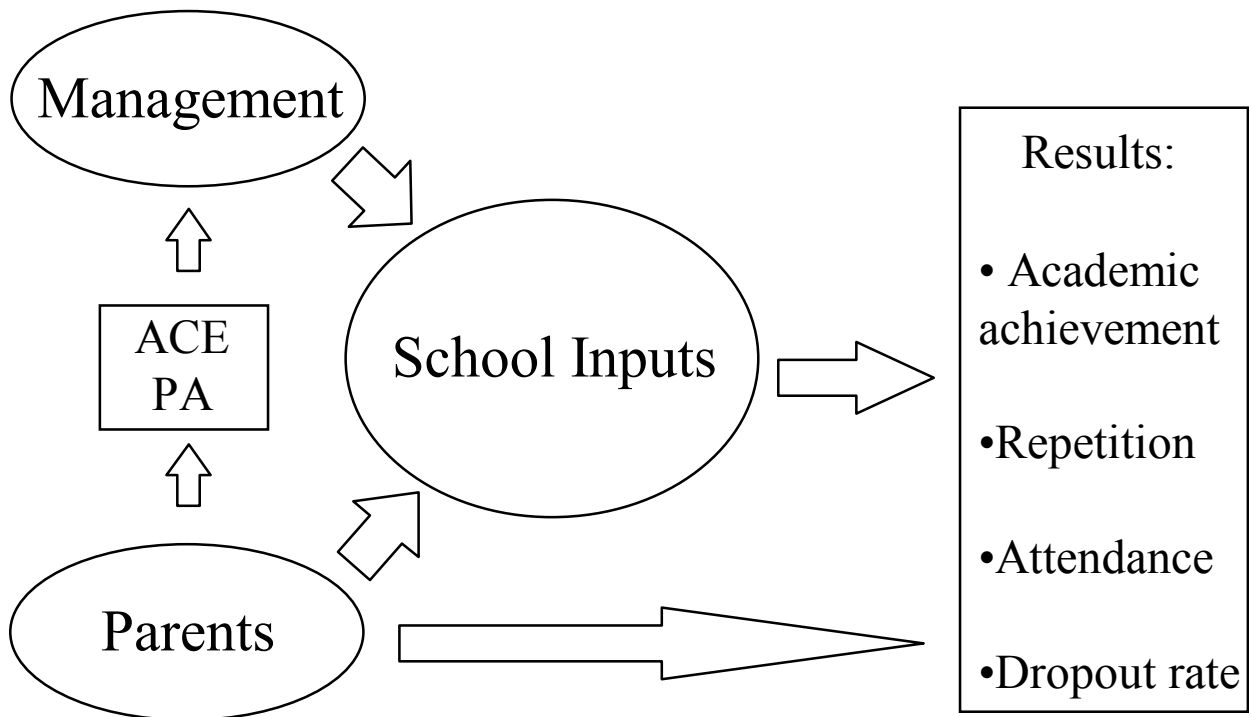 Management
ACE
PA
Parents
School Inputs
Results:
• Academic
achievement
•Repetition
•Attendance
•Dropout rate